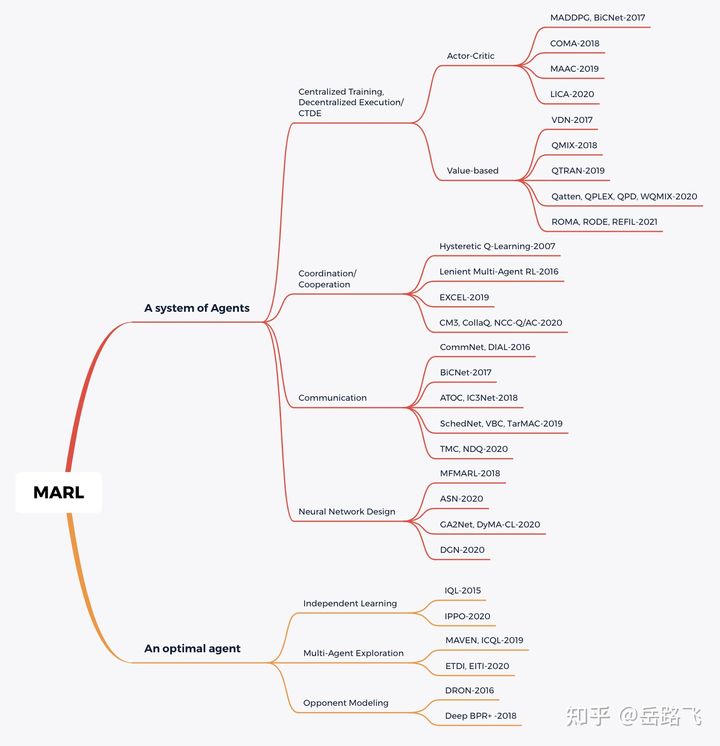 MARL
A system of Agents
Centralized Training,
Decentralized Execution/
CTDE
Actor-Critic
MADDPG, BiCNet-2017
COMA-2018
MAAC-2019
LICA-2020
Value-based
VDN-2017
QMIX-2018
QTRAN-2019
Qatten, QPLEX, QPD, WQMIX-2020
ROMA, RODE, REFIL-2021
Coordination/
Cooperation
Hysteretic Q-Learning-2007
Lenient Multi-Agent RL-2016
EXCEL-2019
CM3, CollaQ, NCC-Q/AC-2020
Communication
CommNet, DIAL-2016
BiCNet-2017
ATOC, IC3Net-2018
SchedNet, VBC, TarMAC-2019
TMC, NDQ-2020
Neural Network Design
MFMARL-2018
ASN-2020
GA2Net, DyMA-CL-2020
DGN-2020
An optimal agent
Independent Learning
IQL-2015
IPPO-2020
Multi-Agent Exploration
MAVEN, ICQL-2019
ETDI, EITI-2020
Opponent Modeling
DRON-2016
Deep BPR+ -2018
知乎 @岳路飞